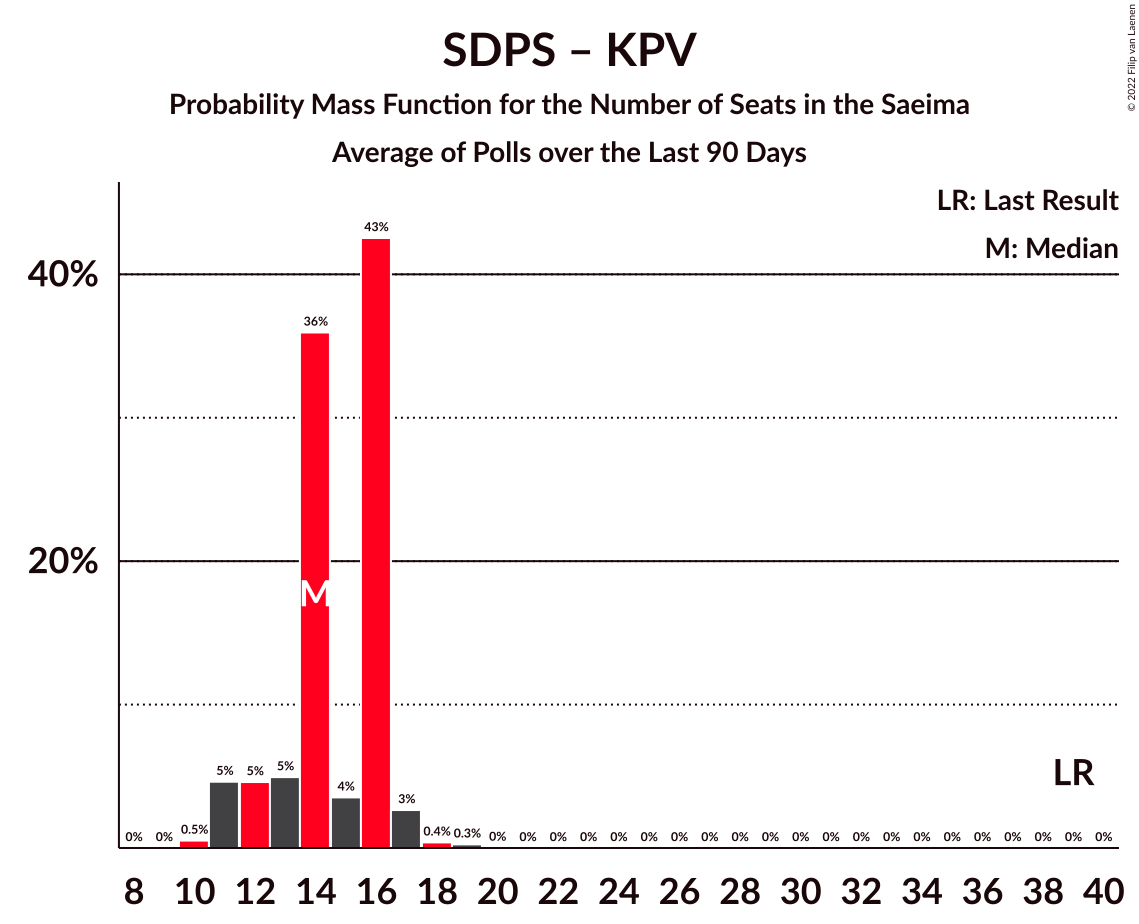 SDPS – KPV
Probability Mass Function for the Number of Seats in the Saeima
Average of Polls over the Last 90 Days
© 2022 Filip van Laenen
LR: Last Result
M: Median
40%
20%
0% 0% 0.5% 5% 5% 5% 36% 4% 43% 3% 0.4% 0.3% 0% 0% 0% 0% 0% 0% 0% 0% 0% 0% 0% 0% 0% 0% 0% 0% 0% 0% 0% 0% 0%
M
LR
8 10 12 14 16 18 20 22 24 26 28 30 32 34 36 38 40